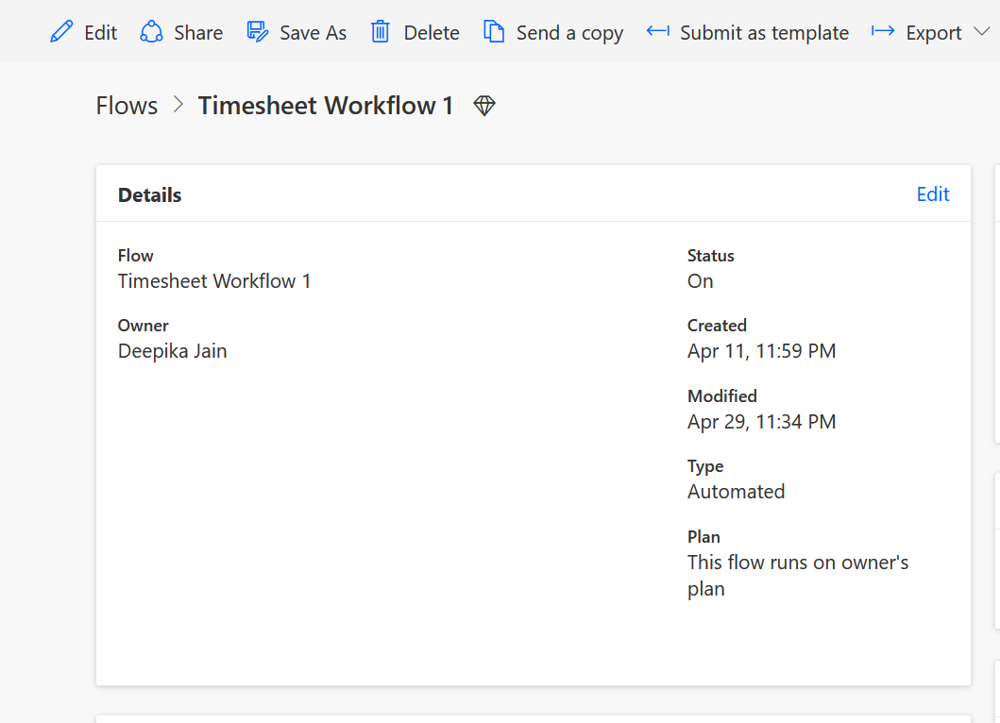 Edit Share Save As Delete Send a copy Submit as template Export
Flows > Timesheet Workflow 1
Details Edit
Flow
Timesheet Workflow 1
Owner
Deepika Jain
Status
On
Created
Apr 11, 11:59 PM
Modified
Apr 29, 11:34 PM
Type
Automated
Plan
This flow runs on owner's
plan